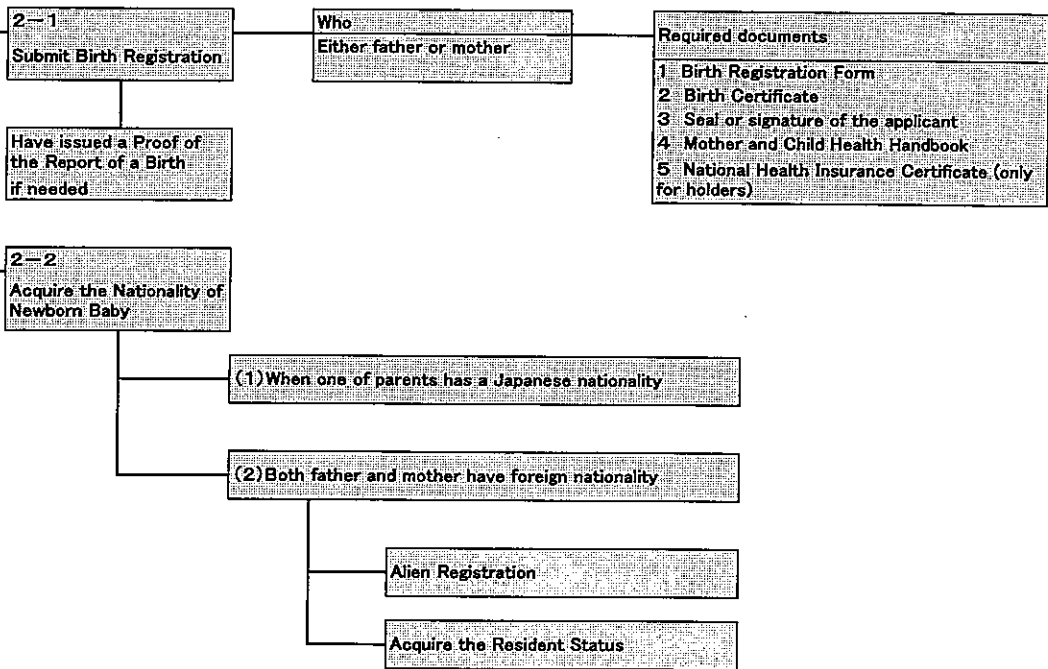 2-1
Submit Birth Registration
Who
Either father or mother
Required documents
1 Birth Registration Form
2 Birth Certificate
3 Seal or signature of the applicant
4 Mother and Child Health Handbook
5 National Health Insurance Certificate (only
for holders)
Have issued a Proof of
the Report of a Birth
if needed
2-2
Acquire the Nationality of
Newborn Baby
(1)When one of parents has a Japanese nationality
(2)Both father and mother have foreign nationality
Alien Registration
Acquire the Resident Status